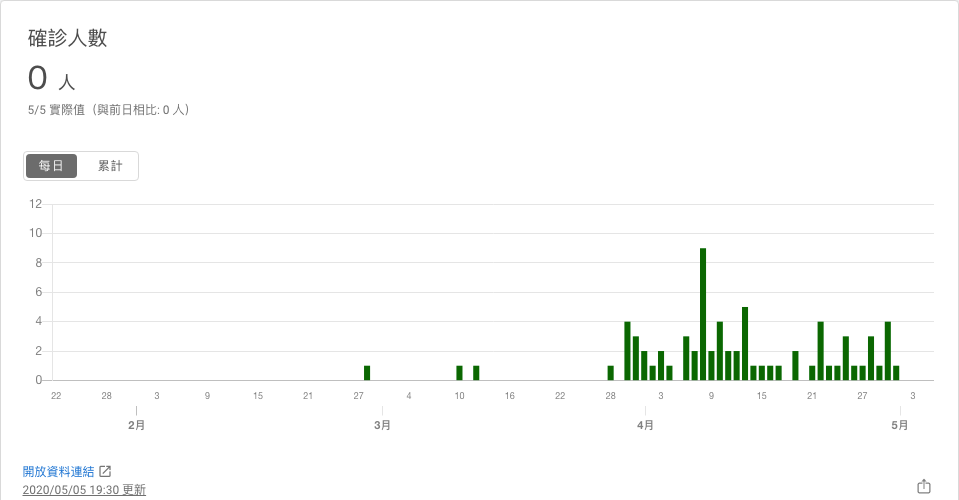 確診人數
0 人
5/5 實際值（與前日相比: 0 人）
每日 累計
12
10
8
6
4
2
0
22 28 3 9 15 21 27 4 10 16 22 28 3 9 15 21 27 3
2月 3月 4月 5月
開放資料連結
2020/05/05 19:30 更新